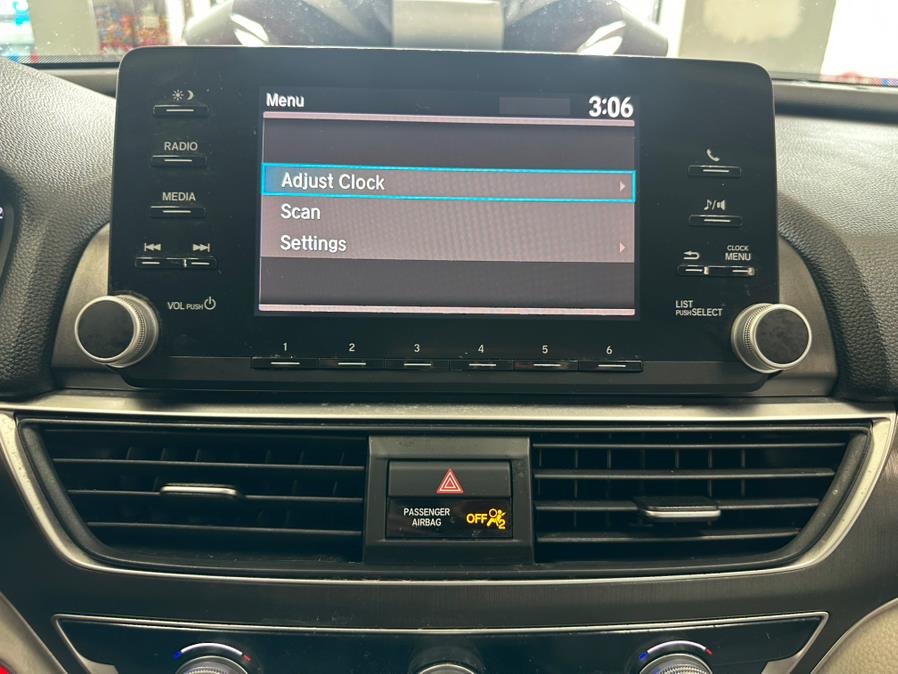 Menu
3:06
Adjust Clock
Scan
Settings
RADIO
MEDIA
VOL PUSH
CLOCK
MENU
LIST
PUSH SELECT
1 2 3 4 5 6
PASSENGER
AIRBAG
OFF 2